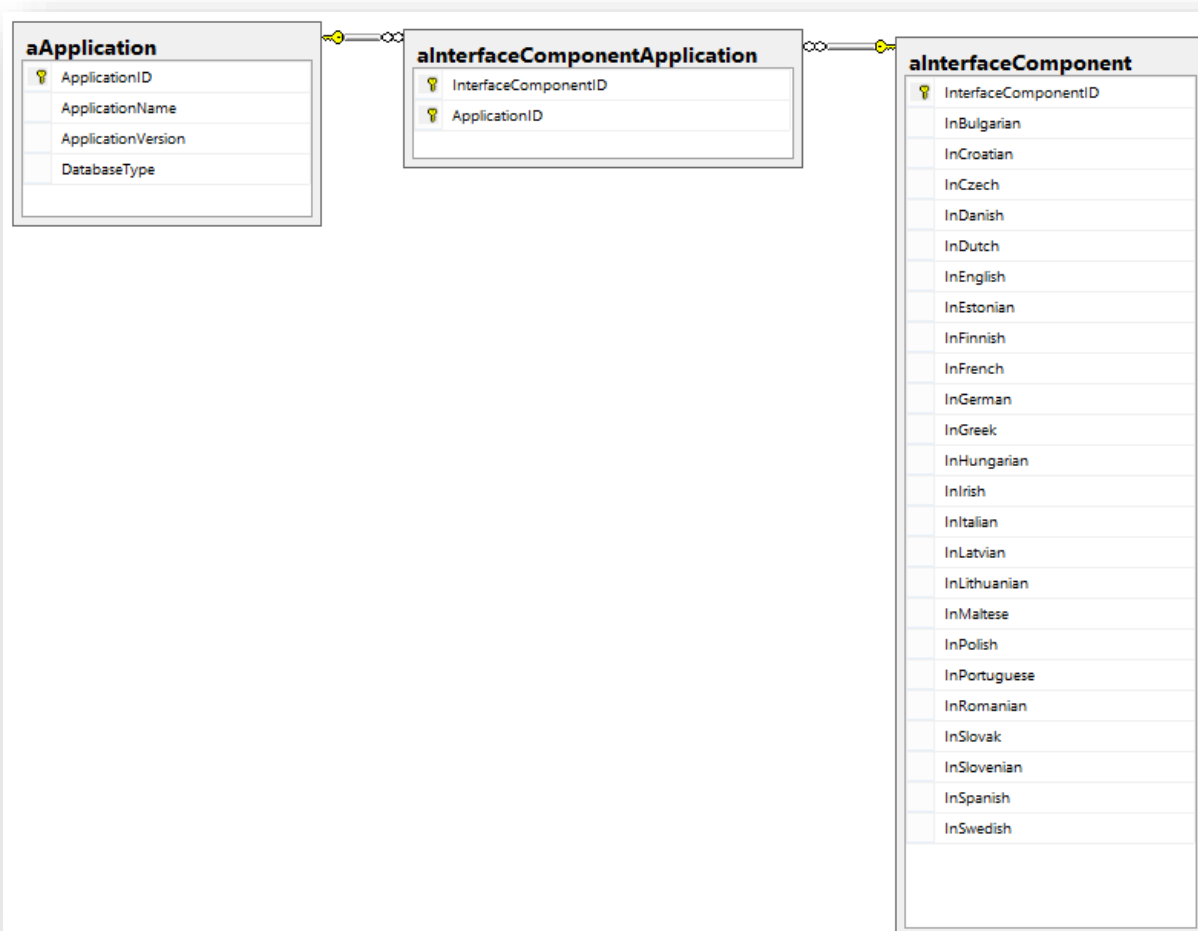 aApplication
ApplicationID
ApplicationName
ApplicationVersion
DatabaseType
aInterfaceComponentApplication
InterfaceComponentID
ApplicationID
aInterfaceComponent
InterfaceComponentID
InBulgarian
InCroatian
InCzech
InDanish
InDutch
InEnglish
InEstonian
InFinnish
InFrench
InGerman
InGreek
InHungarian
InIrish
InItalian
InLatvian
InLithuanian
InMaltese
InPolish
InPortuguese
InRomanian
InSlovak
InSlovenian
InSpanish
InSwedish